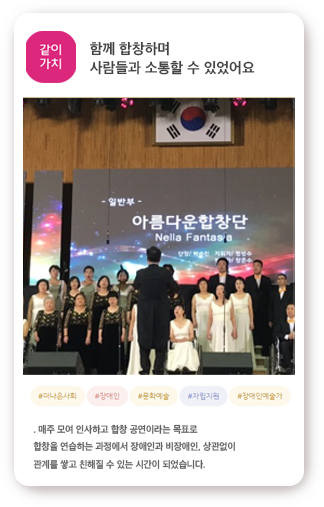 같이
가치
함께 합창하며
사람들과 소통할 수 있었어요
- 일반부 -
아름다운합창단
Nella Fantasia
#더나은사회 #장애인 #문화예술 #자립지원 #장애인예술가
. 매주 모여 인사하고 합창 공연이라는 목표로
합창을 연습하는 과정에서 장애인과 비장애인, 상관없이
관계를 쌓고 친해질 수 있는 시간이 되었습니다.